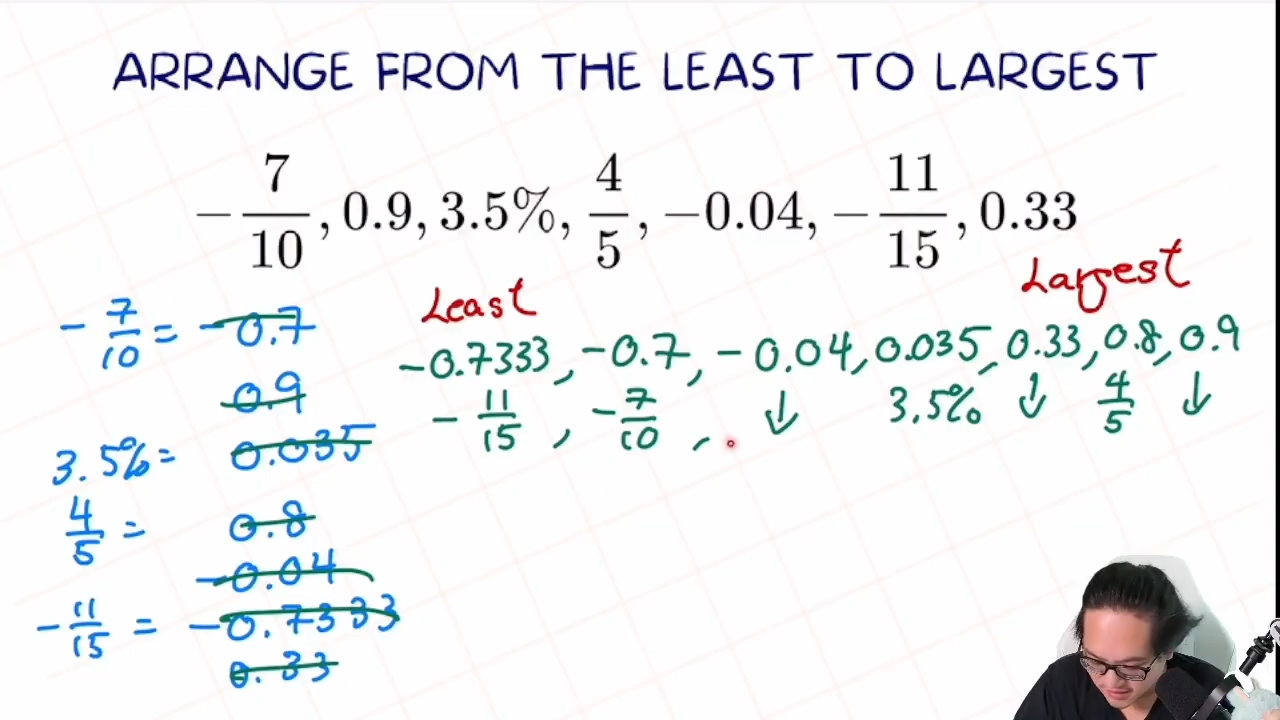 ARRANGE FROM THE LEAST TO LARGEST
−7/10, 0.9, 3.5%, 4/5, −0.04, −11/15, 0.33
Least Largest
−0.7333, −0.7, −0.04, 0.035, 0.33, 0.8, 0.9
−11/15, −7/10, ↓ 3.5% ↓ 4/5 ↓
−7/10 = −0.7
0.9
3.5% = 0.035
4/5 = 0.8
−0.04
−11/15 = −0.7333
0.33